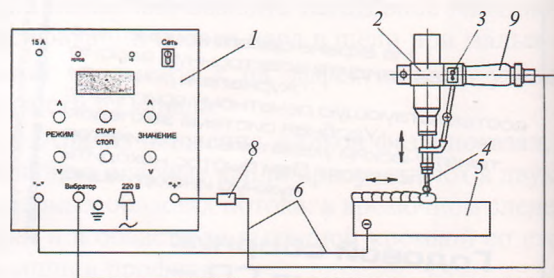 15 А
Сеть
1
2
3
9
А
А
РЕЖИМ
СТАРТ
СТОП
ЗНАЧЕНИЕ
"–"
Вибратор
220 В
"+"
8
6
4
5